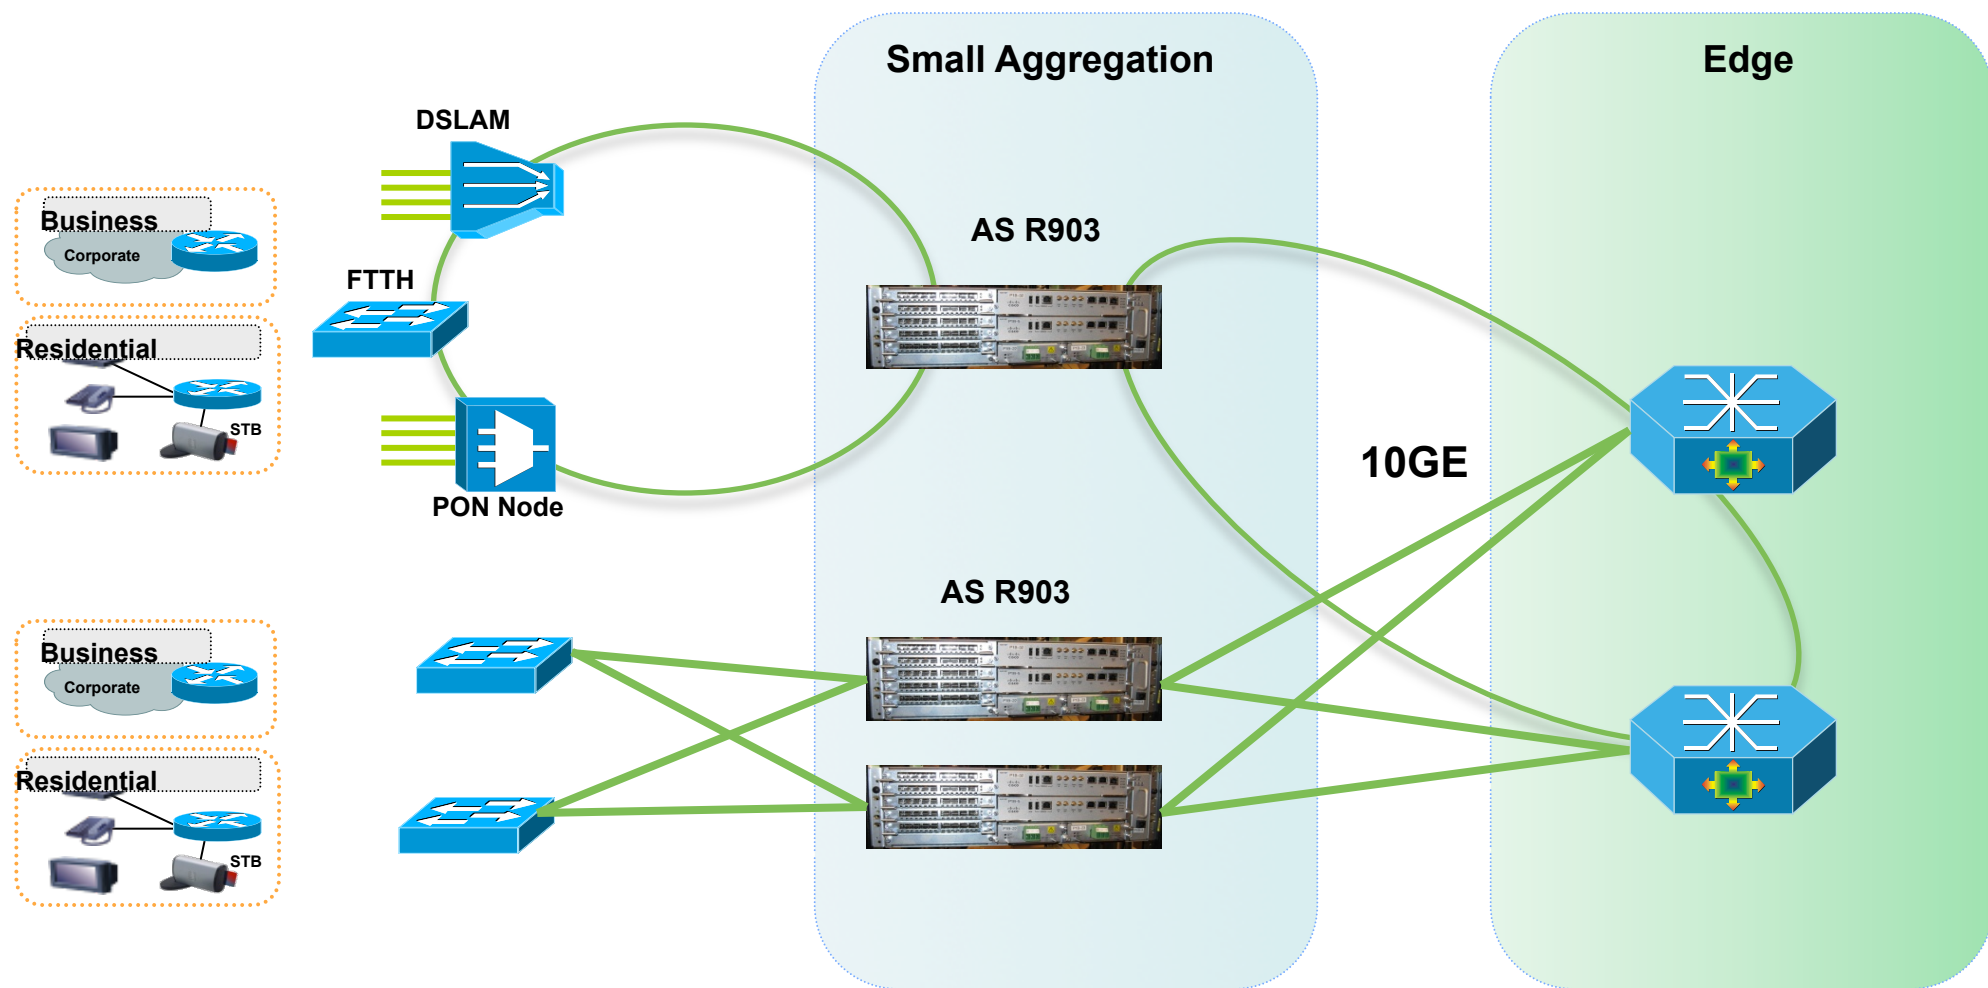 Small Aggregation
Edge
DSLAM
Business
Corporate
AS R903
FTTH
Residential
STB
10GE
PON Node
AS R903
Business
Corporate
Residential
STB